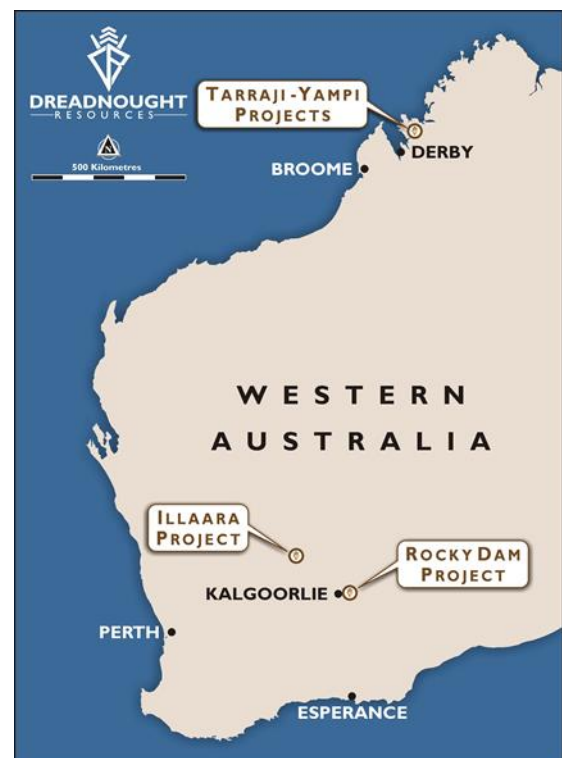 DREADNOUGHT
RESOURCES
500 Kilometres
TARRAJI-YAMPI
PROJECTS
DERBY
BROOME
WESTERN
AUSTRALIA
ILLAARA
PROJECT
ROCKY DAM
PROJECT
KALGOORLIE
PERTH
ESPERANCE